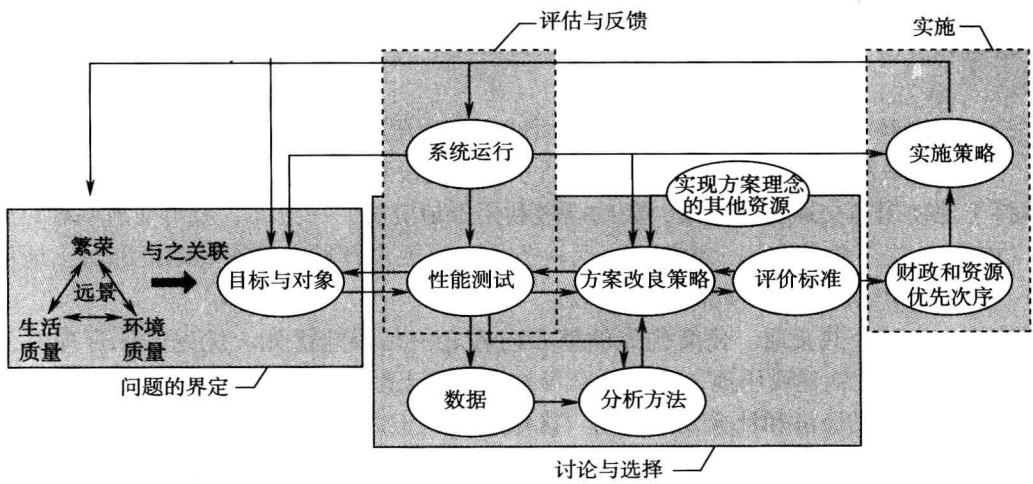 评估与反馈
实施
系统运行
实施策略
实现方案理念
的其他资源
繁荣
与之关联
远景
生活
质量
环境
质量
目标与对象
性能测试
方案改良策略
评价标准
财政和资源
优先次序
问题的界定
数据
分析方法
讨论与选择